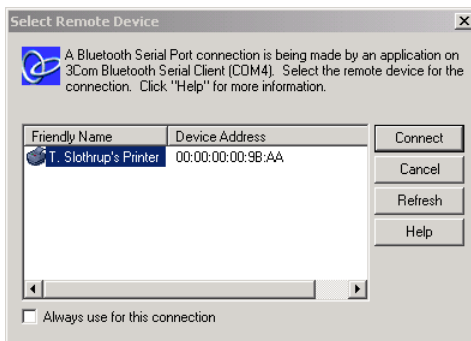 Select Remote Device
A Bluetooth Serial Port connection is being made by an application on
3Com Bluetooth Serial Client (COM4). Select the remote device for the
connection. Click "Help" for more information.
Friendly Name Device Address
T. Slothrup's Printer 00:00:00:00:9B:AA
Connect
Cancel
Refresh
Help
Always use for this connection